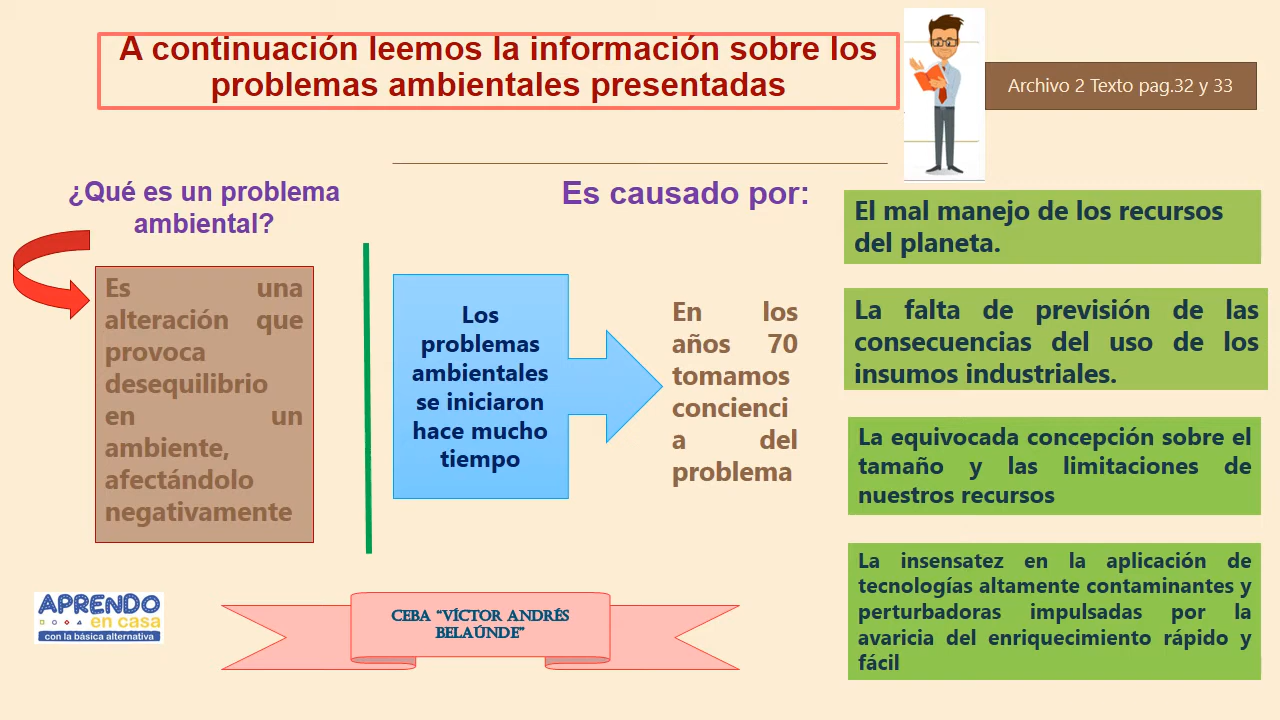 A continuación leemos la información sobre los
problemas ambientales presentadas
Archivo 2 Texto pag.32 y 33
¿Qué es un problema
ambiental?
Es una
alteración que
provoca
desequilibrio
en un
ambiente,
afectándolo
negativamente
Los
problemas
ambientales
se iniciaron
hace mucho
tiempo
Es causado por:
En los
años 70
tomamos
concienci
a del
problema
El mal manejo de los recursos
del planeta.
La falta de previsión de las
consecuencias del uso de los
insumos industriales.
La equivocada concepción sobre el
tamaño y las limitaciones de
nuestros recursos
La insensatez en la aplicación de
tecnologías altamente contaminantes y
perturbadoras impulsadas por la
avaricia del enriquecimiento rápido y
fácil
APRENDO
en casa
con la básica alternativa
CEBA “VÍCTOR ANDRÉS
BELAÚNDE”